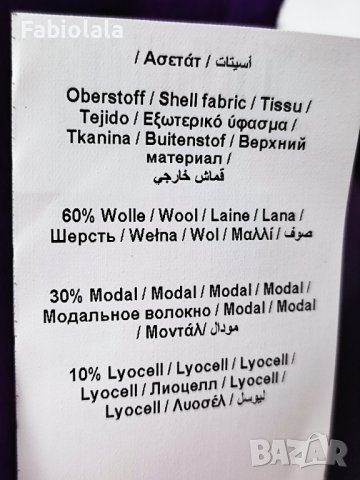 Fabiolala
/ Ασετάτ / أسيتات
Oberstoff / Shell fabric / Tissu /
Tejido / Εξωτερικό ύφασμα /
Tkanina / Buitenstof / Верхний
материал /
قماش خارجي
60% Wolle / Wool / Laine / Lana /
Шерсть / Wełna / Wol / Μαλλί / صوف
30% Modal / Modal / Modal / Modal /
Модальное волокно / Modal / Modal
/ Μοντάλ/ مودال
10% Lyocell / Lyocell / Lyocell /
Lyocell / Лиоцелл / Lyocell /
Lyocell / Λυοσέλ / ليوسل
BAZAR